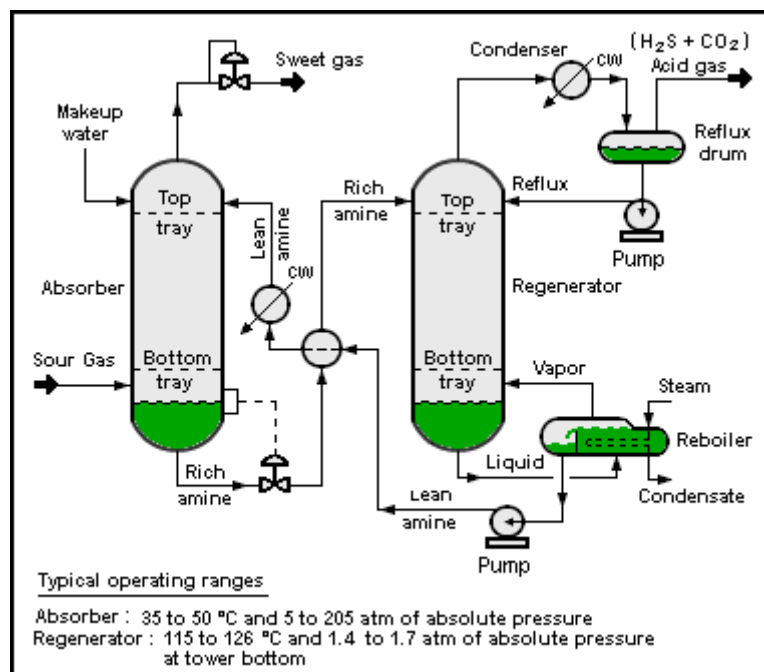 Sweet gas
Condenser
CW
(H₂S + CO₂)
Acid gas
Makeup
water
Reflux
drum
Top
tray
Lean
amine
Rich
amine
Top
tray
Reflux
Pump
Absorber
CW
Regenerator
Sour Gas
Bottom
tray
Bottom
tray
Vapor
Steam
Reboiler
Rich
amine
Liquid
Condensate
Lean
amine
Pump
Typical operating ranges
Absorber : 35 to 50 °C and 5 to 205 atm of absolute pressure
Regenerator : 115 to 126 °C and 1.4 to 1.7 atm of absolute pressure
at tower bottom